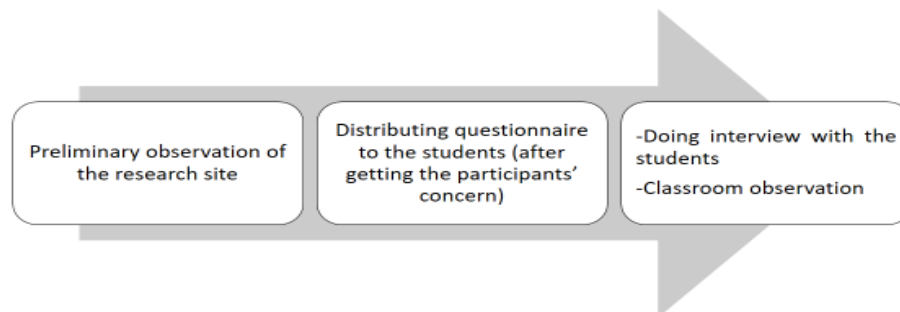 Preliminary observation of
the research site
Distributing questionnaire
to the students (after
getting the participants’
concern)
-Doing interview with the
students
-Classroom observation